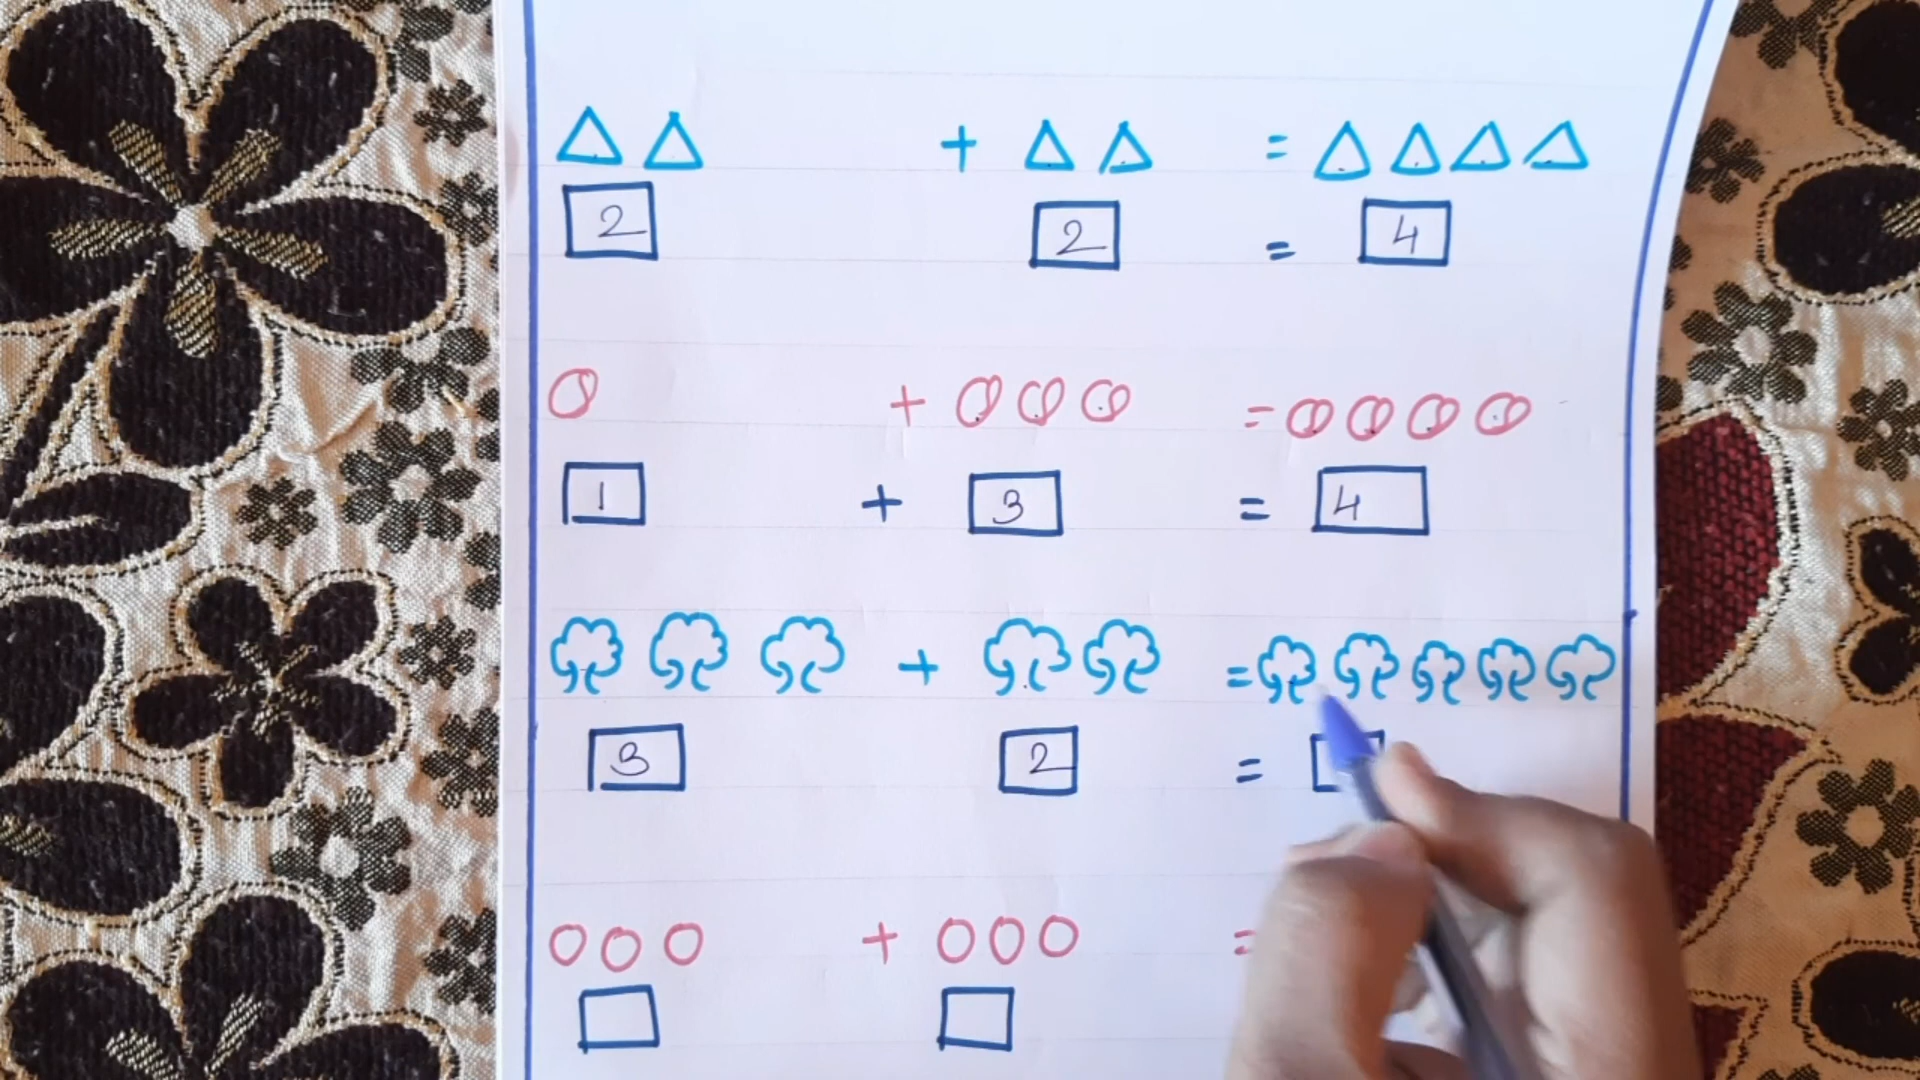 + =
2 2 = 4
+ =
1 + 3 = 4
+ =
3 2 =
+ =